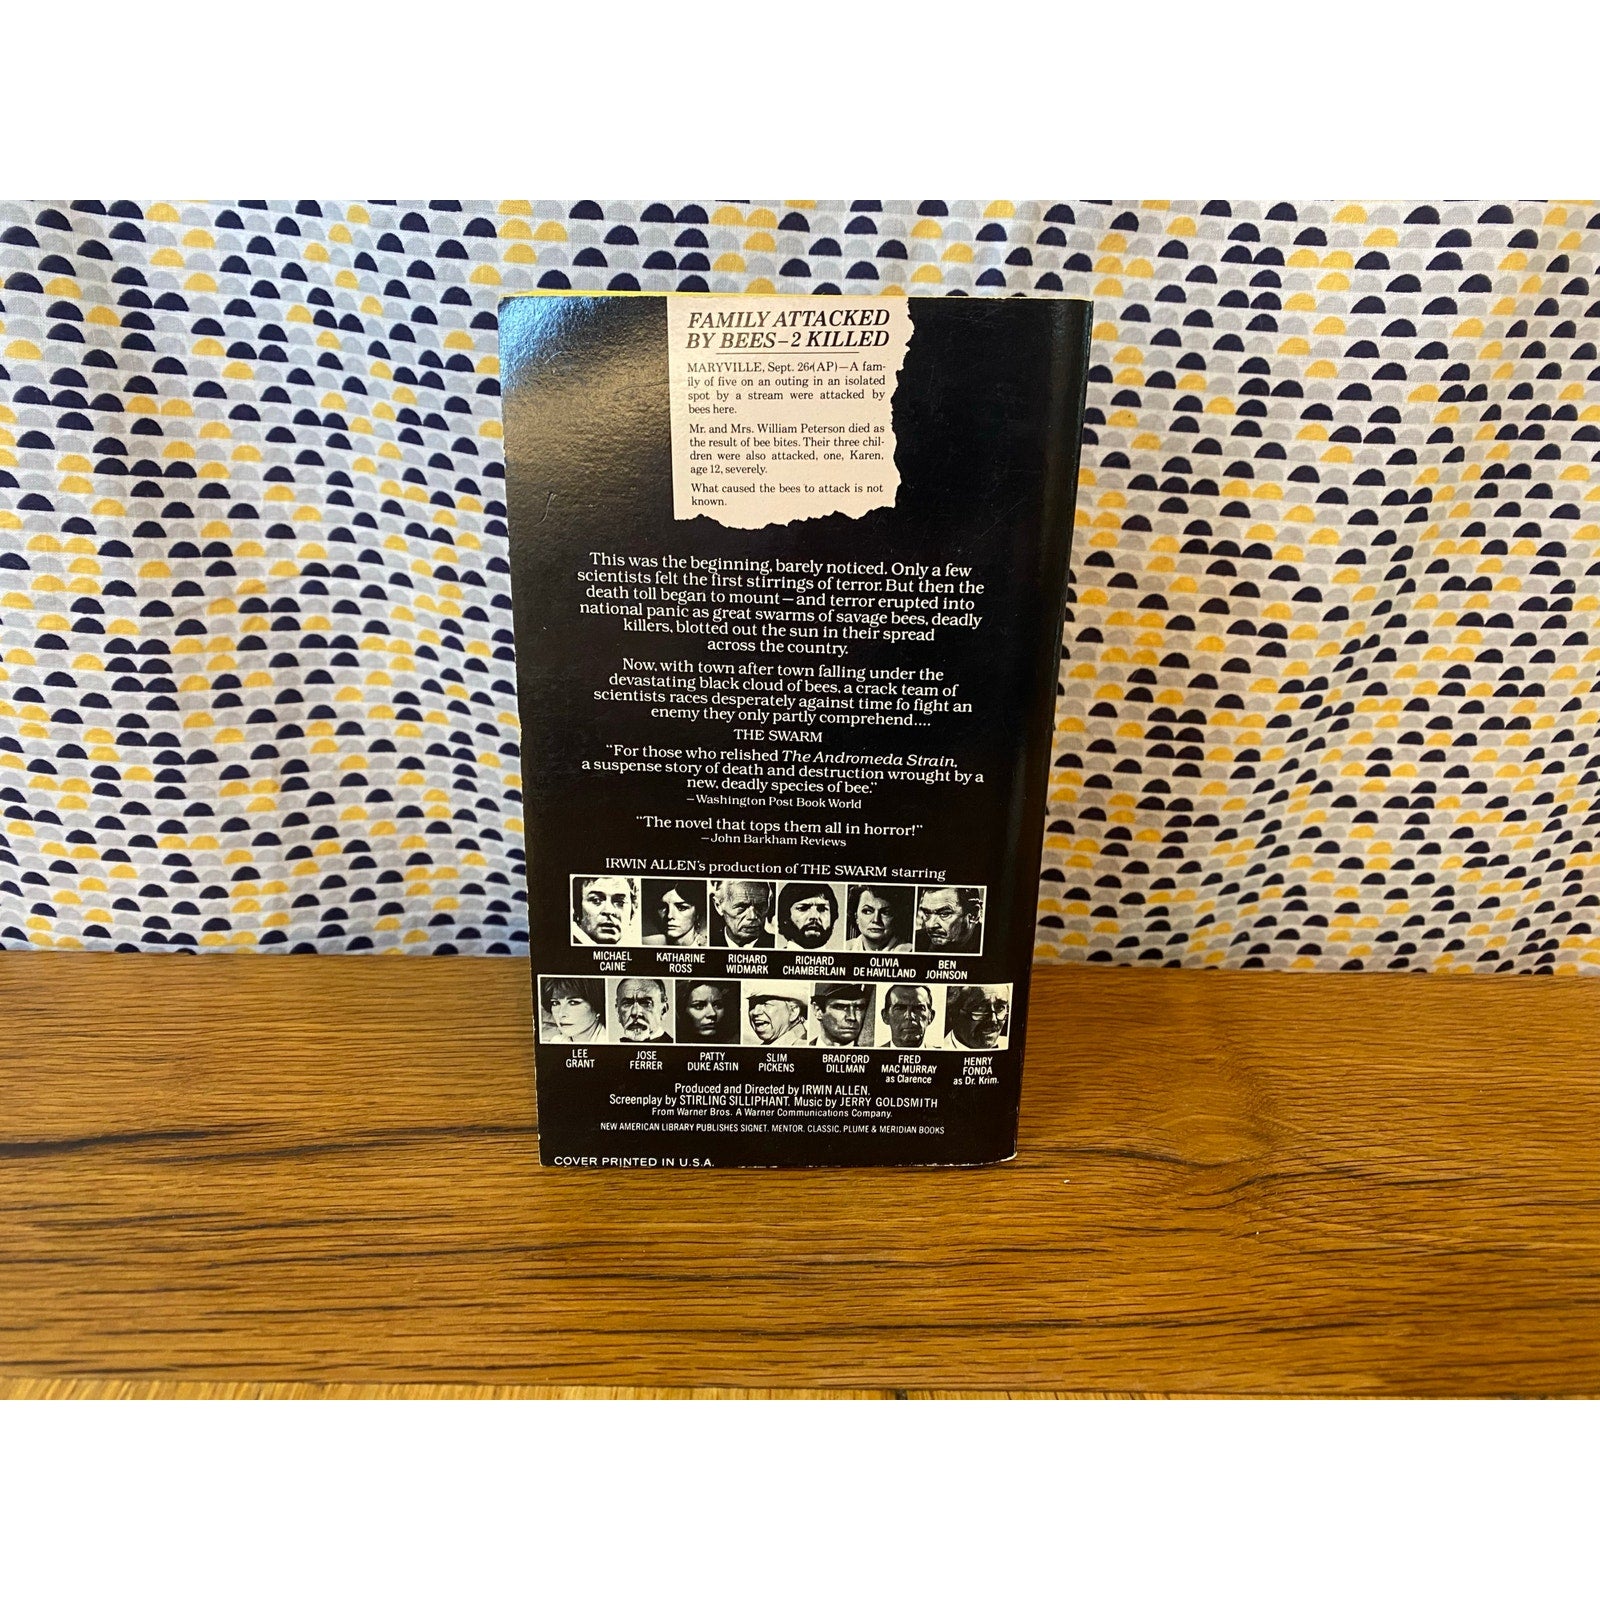 FAMILY ATTACKED
BY BEES–2 KILLED
MARYVILLE, Sept. 26 (AP)—A fam-
ily of five on an outing in an isolated
spot by a stream were attacked by
bees here.
Mr. and Mrs. William Peterson died as
the result of bee bites. Their three chil-
dren were also attacked, one, Karen,
age 12, severely.
What caused the bees to attack is not
known.
This was the beginning, barely noticed. Only a few
scientists felt the first stirrings of terror. But then the
death toll began to mount—and terror erupted into
national panic as great swarms of savage bees, deadly
killers, blotted out the sun in their spread
across the country.
Now, with town after town falling under the
devastating black cloud of bees, a crack team of
scientists races desperately against time fo fight an
enemy they only partly comprehend....
THE SWARM
"For those who relished The Andromeda Strain,
a suspense story of death and destruction wrought by a
new, deadly species of bee."
—Washington Post Book World
"The novel that tops them all in horror!"
—John Barkham Reviews
IRWIN ALLEN's production of THE SWARM starring
MICHAEL CAINE
KATHARINE ROSS
RICHARD WIDMARK
RICHARD CHAMBERLAIN
OLIVIA DE HAVILLAND
BEN JOHNSON
LEE GRANT
JOSE FERRER
PATTY DUKE ASTIN
SLIM PICKENS
BRADFORD DILLMAN
FRED MAC MURRAY as Clarence
HENRY FONDA as Dr. Krim.
Produced and Directed by IRWIN ALLEN.
Screenplay by STIRLING SILLIPHANT. Music by JERRY GOLDSMITH
From Warner Bros. A Warner Communications Company.
NEW AMERICAN LIBRARY PUBLISHES SIGNET, MENTOR, CLASSIC, PLUME & MERIDIAN BOOKS
COVER PRINTED IN U.S.A.